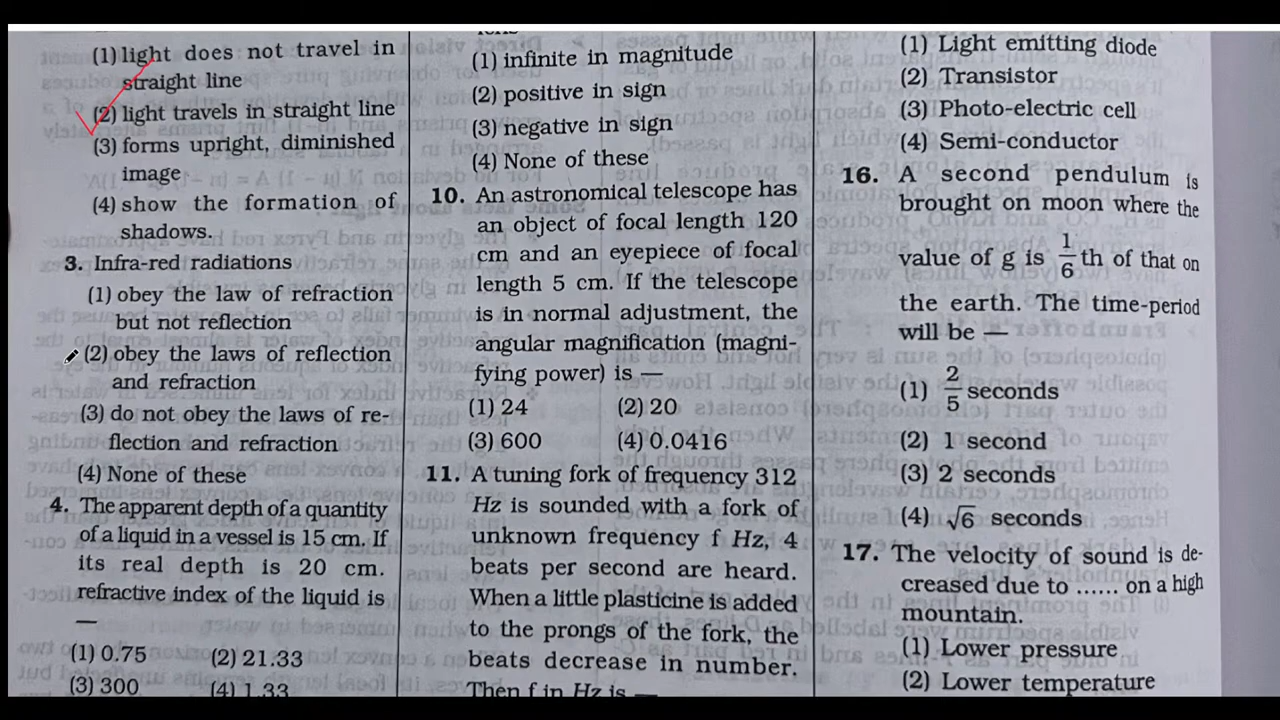 (1) light does not travel in
straight line
(2) light travels in straight line
(3) forms upright, diminished
image
(4) show the formation of
shadows.
3. Infra-red radiations
(1) obey the law of refraction
but not reflection
(2) obey the laws of reflection
and refraction
(3) do not obey the laws of re-
flection and refraction
(4) None of these
4. The apparent depth of a quantity
of a liquid in a vessel is 15 cm. If
its real depth is 20 cm.
refractive index of the liquid is
—
(1) 0.75 (2) 21.33
(3) 300 (4) 1.33
(1) infinite in magnitude
(2) positive in sign
(3) negative in sign
(4) None of these
10. An astronomical telescope has
an object of focal length 120
cm and an eyepiece of focal
length 5 cm. If the telescope
is in normal adjustment, the
angular magnification (magni-
fying power) is —
(1) 24 (2) 20
(3) 600 (4) 0.0416
11. A tuning fork of frequency 312
Hz is sounded with a fork of
unknown frequency f Hz, 4
beats per second are heard.
When a little plasticine is added
to the prongs of the fork, the
beats decrease in number.
Then f in Hz is —
(1) Light emitting diode
(2) Transistor
(3) Photo-electric cell
(4) Semi-conductor
16. A second pendulum is
brought on moon where the
value of g is 1/6 th of that on
the earth. The time-period
will be —
(1) 2/5 seconds
(2) 1 second
(3) 2 seconds
(4) √6 seconds
17. The velocity of sound is de-
creased due to ...... on a high
mountain.
(1) Lower pressure
(2) Lower temperature